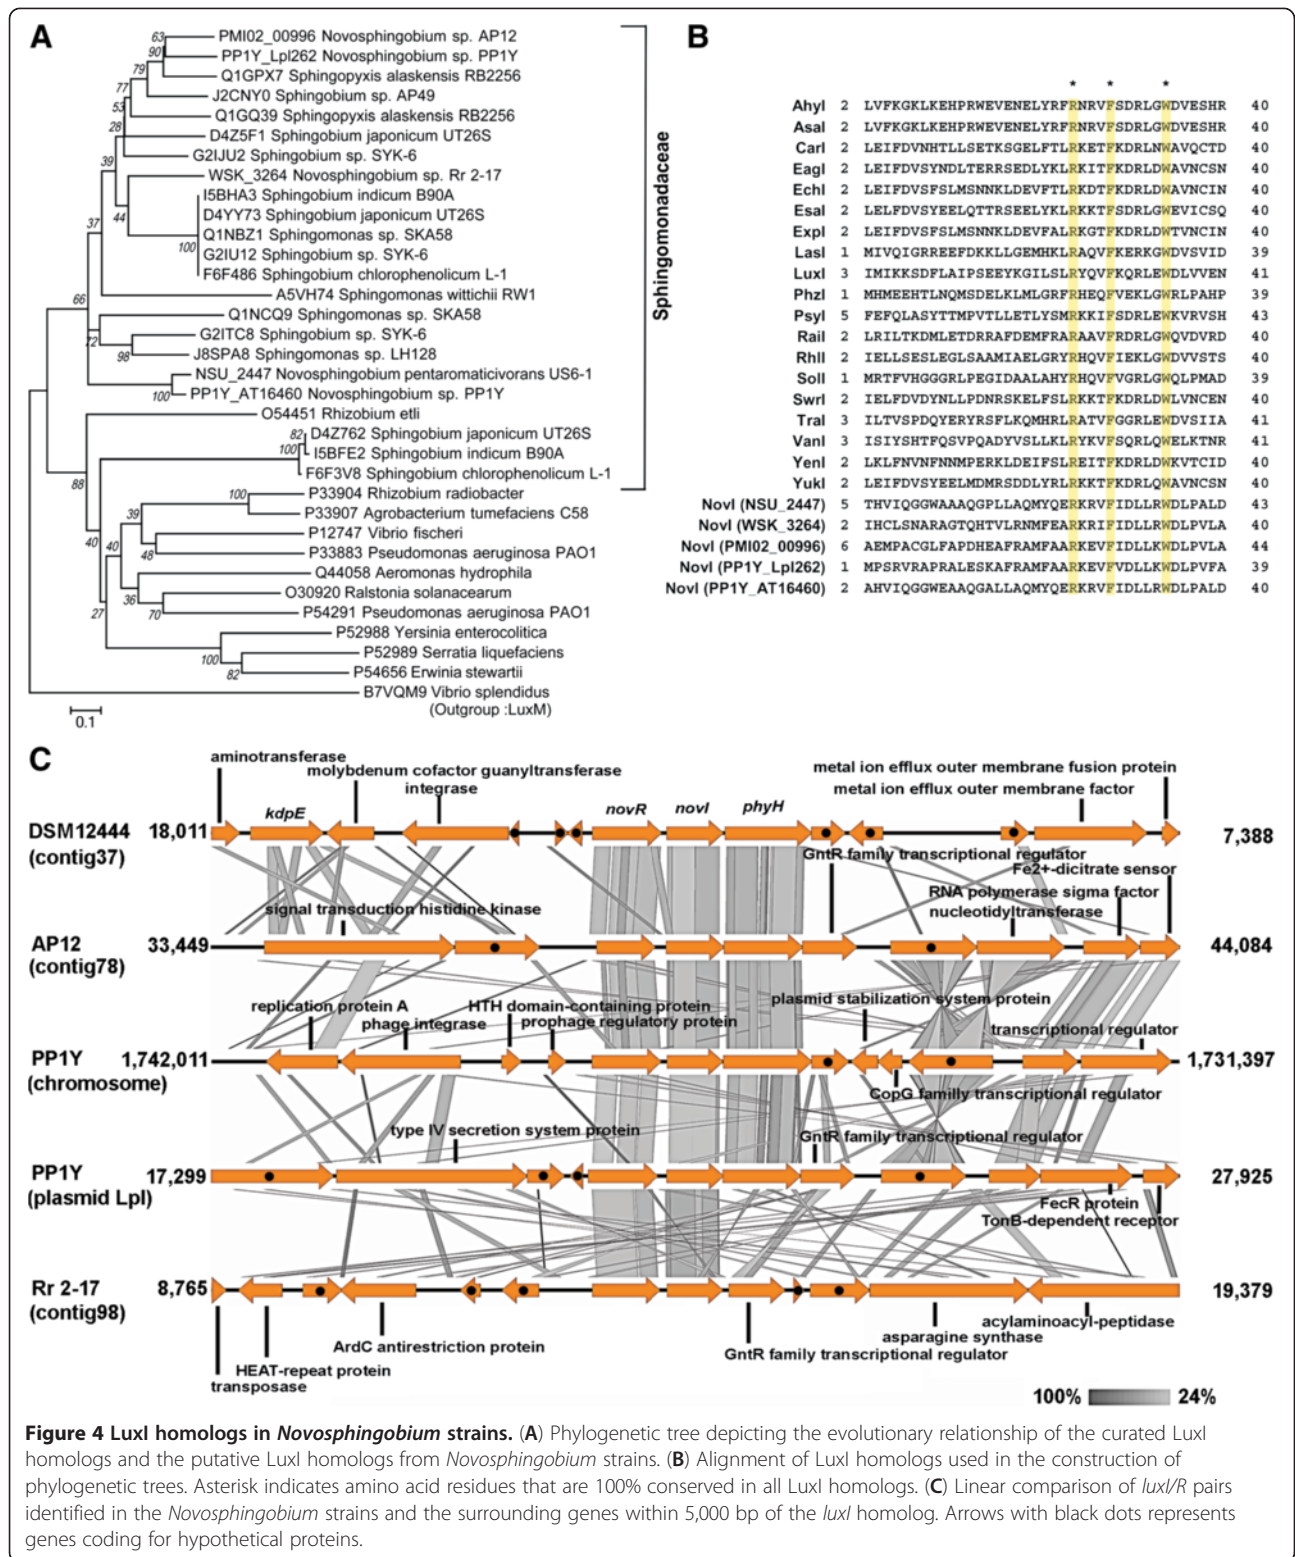 A
63 PMI02_00996 Novosphingobium sp. AP12
90 PP1Y_Lpl262 Novosphingobium sp. PP1Y
79 Q1GPX7 Sphingopyxis alaskensis RB2256
77 J2CNY0 Sphingobium sp. AP49
53 Q1GQ39 Sphingopyxis alaskensis RB2256
28 D4Z5F1 Sphingobium japonicum UT26S
G2IJU2 Sphingobium sp. SYK-6
39 WSK_3264 Novosphingobium sp. Rr 2-17
I5BHA3 Sphingobium indicum B90A
44 D4YY73 Sphingobium japonicum UT26S
37 Q1NBZ1 Sphingomonas sp. SKA58
100 G2IU12 Sphingobium sp. SYK-6
F6F486 Sphingobium chlorophenolicum L-1
66 A5VH74 Sphingomonas wittichii RW1
Q1NCQ9 Sphingomonas sp. SKA58
72 G2ITC8 Sphingobium sp. SYK-6
98 J8SPA8 Sphingomonas sp. LH128
NSU_2447 Novosphingobium pentaromaticivorans US6-1
100 PP1Y_AT16460 Novosphingobium sp. PP1Y
O54451 Rhizobium etli
82 D4Z762 Sphingobium japonicum UT26S
100 I5BFE2 Sphingobium indicum B90A
F6F3V8 Sphingobium chlorophenolicum L-1
88
100 P33904 Rhizobium radiobacter
P33907 Agrobacterium tumefaciens C58
39 P12747 Vibrio fischeri
40 40 48 P33883 Pseudomonas aeruginosa PAO1
Q44058 Aeromonas hydrophila
36 O30920 Ralstonia solanacearum
27 70 P54291 Pseudomonas aeruginosa PAO1
P52988 Yersinia enterocolitica
100 P52989 Serratia liquefaciens
82 P54656 Erwinia stewartii
B7VQM9 Vibrio splendidus
(Outgroup :LuxM)
0.1
Sphingomonadaceae
B
* * *
AhyI 2 LVFKGKLKEHPRWEVENELYRFRNRVFSDRLGWDVESHR 40
AsaI 2 LVFKGKLKEHPRWEVENELYRFRNRVFSDRLGWDVESHR 40
CarI 2 LEIFDVNHTLLSETKSGELFTLRKETFKDRLNWAVQCTD 40
EagI 2 LEIFDVSYNDLTERRSEDLYKLRKITFKDRLDWAVNCSN 40
EchI 2 LEIFDVSFSLMSNNKLDEVFTLRKDTFKDRLDWAVNCIN 40
EsaI 2 LELFDVSYEELQTTRSEELYKLRKKTFSDRLGWEVICSQ 40
ExpI 2 LEIFDVSFSLMSNNKLDEVFALRKGTFKDRLDWTVNCIN 40
LasI 1 MIVQIGRREEFDKKLLGEMHKLRAQVFKERKGWDVSVID 39
LuxI 3 IMIKKSDFLAIPSEEYKGILSLRYQVFKQRLEWDLVVEN 41
PhzI 1 MHMEEHTLNQMSDELKLMLGRFRHEQFVEKLGWRLPAHP 39
PsyI 5 FEFQLASYTTMPVTLLETLYSMRKKIFSDRLEWKVRVSH 43
RaiI 2 LRILTKDMLETDRRAFDEMFRARAAVFRDRLGWQVDVRD 40
RhlI 2 IELLSESLEGLSAAMIAELGRYRHQVFIEKLGWDVVSTS 40
SolI 1 MRTFVHGGGRLPEGIDAALAHYRHQVFVGRLGWQLPMAD 39
SwrI 2 IELFDVDYNLLPDNRSKELFSLRKKTFKDRLDWLVNCEN 40
TraI 3 ILTVSPDQYERYRSFLKQMHRLRATVFGGRLEWDVSIIA 41
VanI 3 ISIYSHTFQSVPQADYVSLLKLRYKVFSQRLQWELKTNR 41
YenI 2 LKLFNVNFNNMPERKLDEIFSLREITFKDRLDWKVTCID 40
YukI 2 LEIFDVSYEELMDMRSDDLYRLRKKTFKDRLQWAVNCSN 40
NovI (NSU_2447) 5 THVIQGGWAAAQGPLLAQMYQERKRVFIDLLRWDLPALD 43
NovI (WSK_3264) 2 IHCLSNARAGTQHTVLRNMFEARKRIFIDLLRWDLPVLA 40
NovI (PMI02_00996) 6 AEMPACGLFAPDHEAFRAMFAARKEVFIDLLKWDLPVLA 44
NovI (PP1Y_Lpl262) 1 MPSRVRAPRALESKAFRAMFAARKEVFVDLLKWDLPVFA 39
NovI (PP1Y_AT16460) 2 AHVIQGGWEAAQGALLAQMYQERKRVFIDLLRWDLPALD 40
C
aminotransferase
molybdenum cofactor guanyltransferase
integrase
metal ion efflux outer membrane fusion protein
metal ion efflux outer membrane factor
kdpE novR novI phyH
DSM12444 18,011 7,388
(contig37)
GntR family transcriptional regulator
Fe2+-dicitrate sensor
RNA polymerase sigma factor
signal transduction histidine kinase nucleotidyltransferase
AP12 33,449 44,084
(contig78)
replication protein A HTH domain-containing protein plasmid stabilization system protein
phage integrase prophage regulatory protein transcriptional regulator
PP1Y 1,742,011 1,731,397
(chromosome)
CopG familly transcriptional regulator
type IV secretion system protein GntR family transcriptional regulator
PP1Y 17,299 27,925
(plasmid Lpl)
FecR protein
TonB-dependent receptor
Rr 2-17 8,765 19,379
(contig98)
acylaminoacyl-peptidase
asparagine synthase
ArdC antirestriction protein
GntR family transcriptional regulator
HEAT-repeat protein
transposase
100% 24%
Figure 4 LuxI homologs in Novosphingobium strains. (A) Phylogenetic tree depicting the evolutionary relationship of the curated LuxI
homologs and the putative LuxI homologs from Novosphingobium strains. (B) Alignment of LuxI homologs used in the construction of
phylogenetic trees. Asterisk indicates amino acid residues that are 100% conserved in all LuxI homologs. (C) Linear comparison of luxI/R pairs
identified in the Novosphingobium strains and the surrounding genes within 5,000 bp of the luxI homolog. Arrows with black dots represents
genes coding for hypothetical proteins.